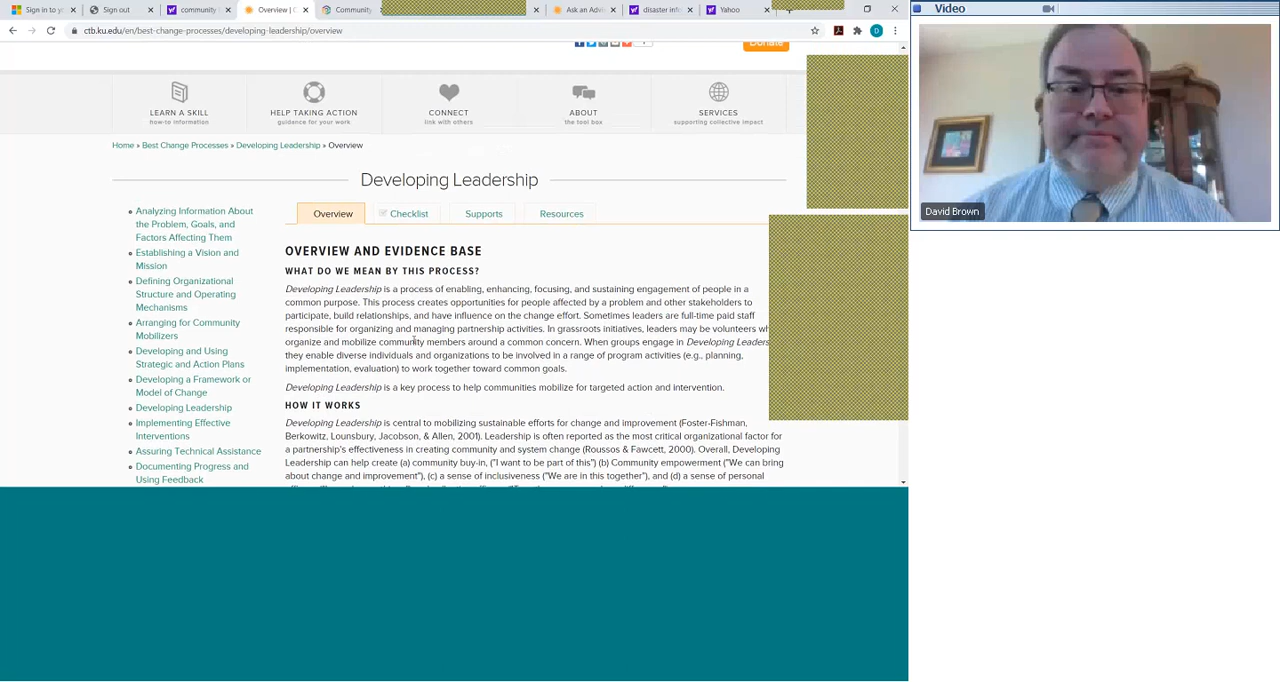 Sign in to y
Sign out
community
Overview | C
Community
Ask an Advi
disaster info
Yahoo
ctb.ku.edu/en/best-change-processes/developing-leadership/overview
D
Donate
LEARN A SKILL
how-to information
HELP TAKING ACTION
guidance for your work
CONNECT
link with others
ABOUT
the tool box
SERVICES
supporting collective impact
Home » Best Change Processes » Developing Leadership » Overview
Developing Leadership
Analyzing Information About
the Problem, Goals, and
Factors Affecting Them
Establishing a Vision and
Mission
Defining Organizational
Structure and Operating
Mechanisms
Arranging for Community
Mobilizers
Developing and Using
Strategic and Action Plans
Developing a Framework or
Model of Change
Developing Leadership
Implementing Effective
Interventions
Assuring Technical Assistance
Documenting Progress and
Using Feedback
Overview
Checklist
Supports
Resources
OVERVIEW AND EVIDENCE BASE
WHAT DO WE MEAN BY THIS PROCESS?
Developing Leadership is a process of enabling, enhancing, focusing, and sustaining engagement of people in a
common purpose. This process creates opportunities for people affected by a problem and other stakeholders to
participate, build relationships, and have influence on the change effort. Sometimes leaders are full-time paid staff
responsible for organizing and managing partnership activities. In grassroots initiatives, leaders may be volunteers wh
organize and mobilize community members around a common concern. When groups engage in Developing Leaders
they enable diverse individuals and organizations to be involved in a range of program activities (e.g., planning,
implementation, evaluation) to work together toward common goals.
Developing Leadership is a key process to help communities mobilize for targeted action and intervention.
HOW IT WORKS
Developing Leadership is central to mobilizing sustainable efforts for change and improvement (Foster-Fishman,
Berkowitz, Lounsbury, Jacobson, & Allen, 2001). Leadership is often reported as the most critical organizational factor for
a partnership's effectiveness in creating community and system change (Roussos & Fawcett, 2000). Overall, Developing
Leadership can help create (a) community buy-in, ("I want to be part of this") (b) Community empowerment ("We can bring
about change and improvement"), (c) a sense of inclusiveness ("We are in this together"), and (d) a sense of personal
Video
David Brown